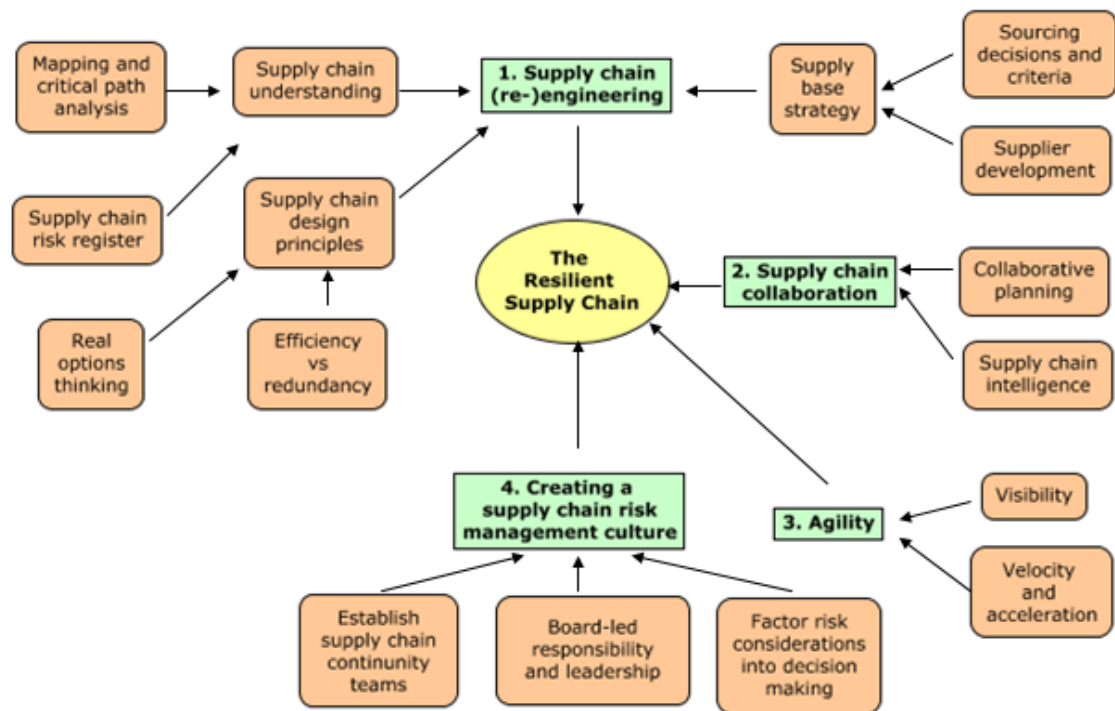 Mapping and
critical path
analysis
Supply chain
understanding
1. Supply chain
(re-)engineering
Supply
base
strategy
Sourcing
decisions and
criteria
Supplier
development
Supply chain
risk register
Supply chain
design
principles
The
Resilient
Supply Chain
2. Supply chain
collaboration
Collaborative
planning
Real
options
thinking
Efficiency
vs
redundancy
Supply chain
intelligence
4. Creating a
supply chain risk
management culture
3. Agility
Visibility
Velocity
and
acceleration
Establish
supply chain
continunity
teams
Board-led
responsibility
and leadership
Factor risk
considerations
into decision
making